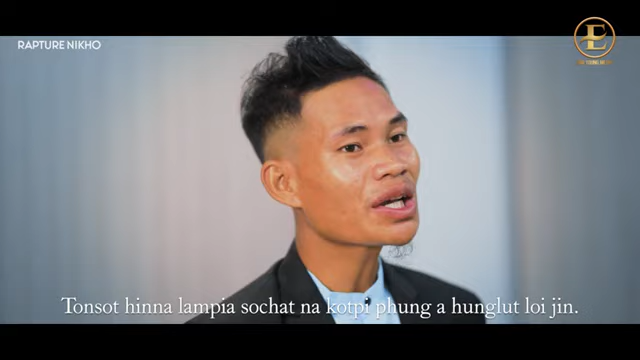 RAPTURE NIKHO
E
Tonsot hinna lampia sochat na kotpi phung a hunglut loi jin.